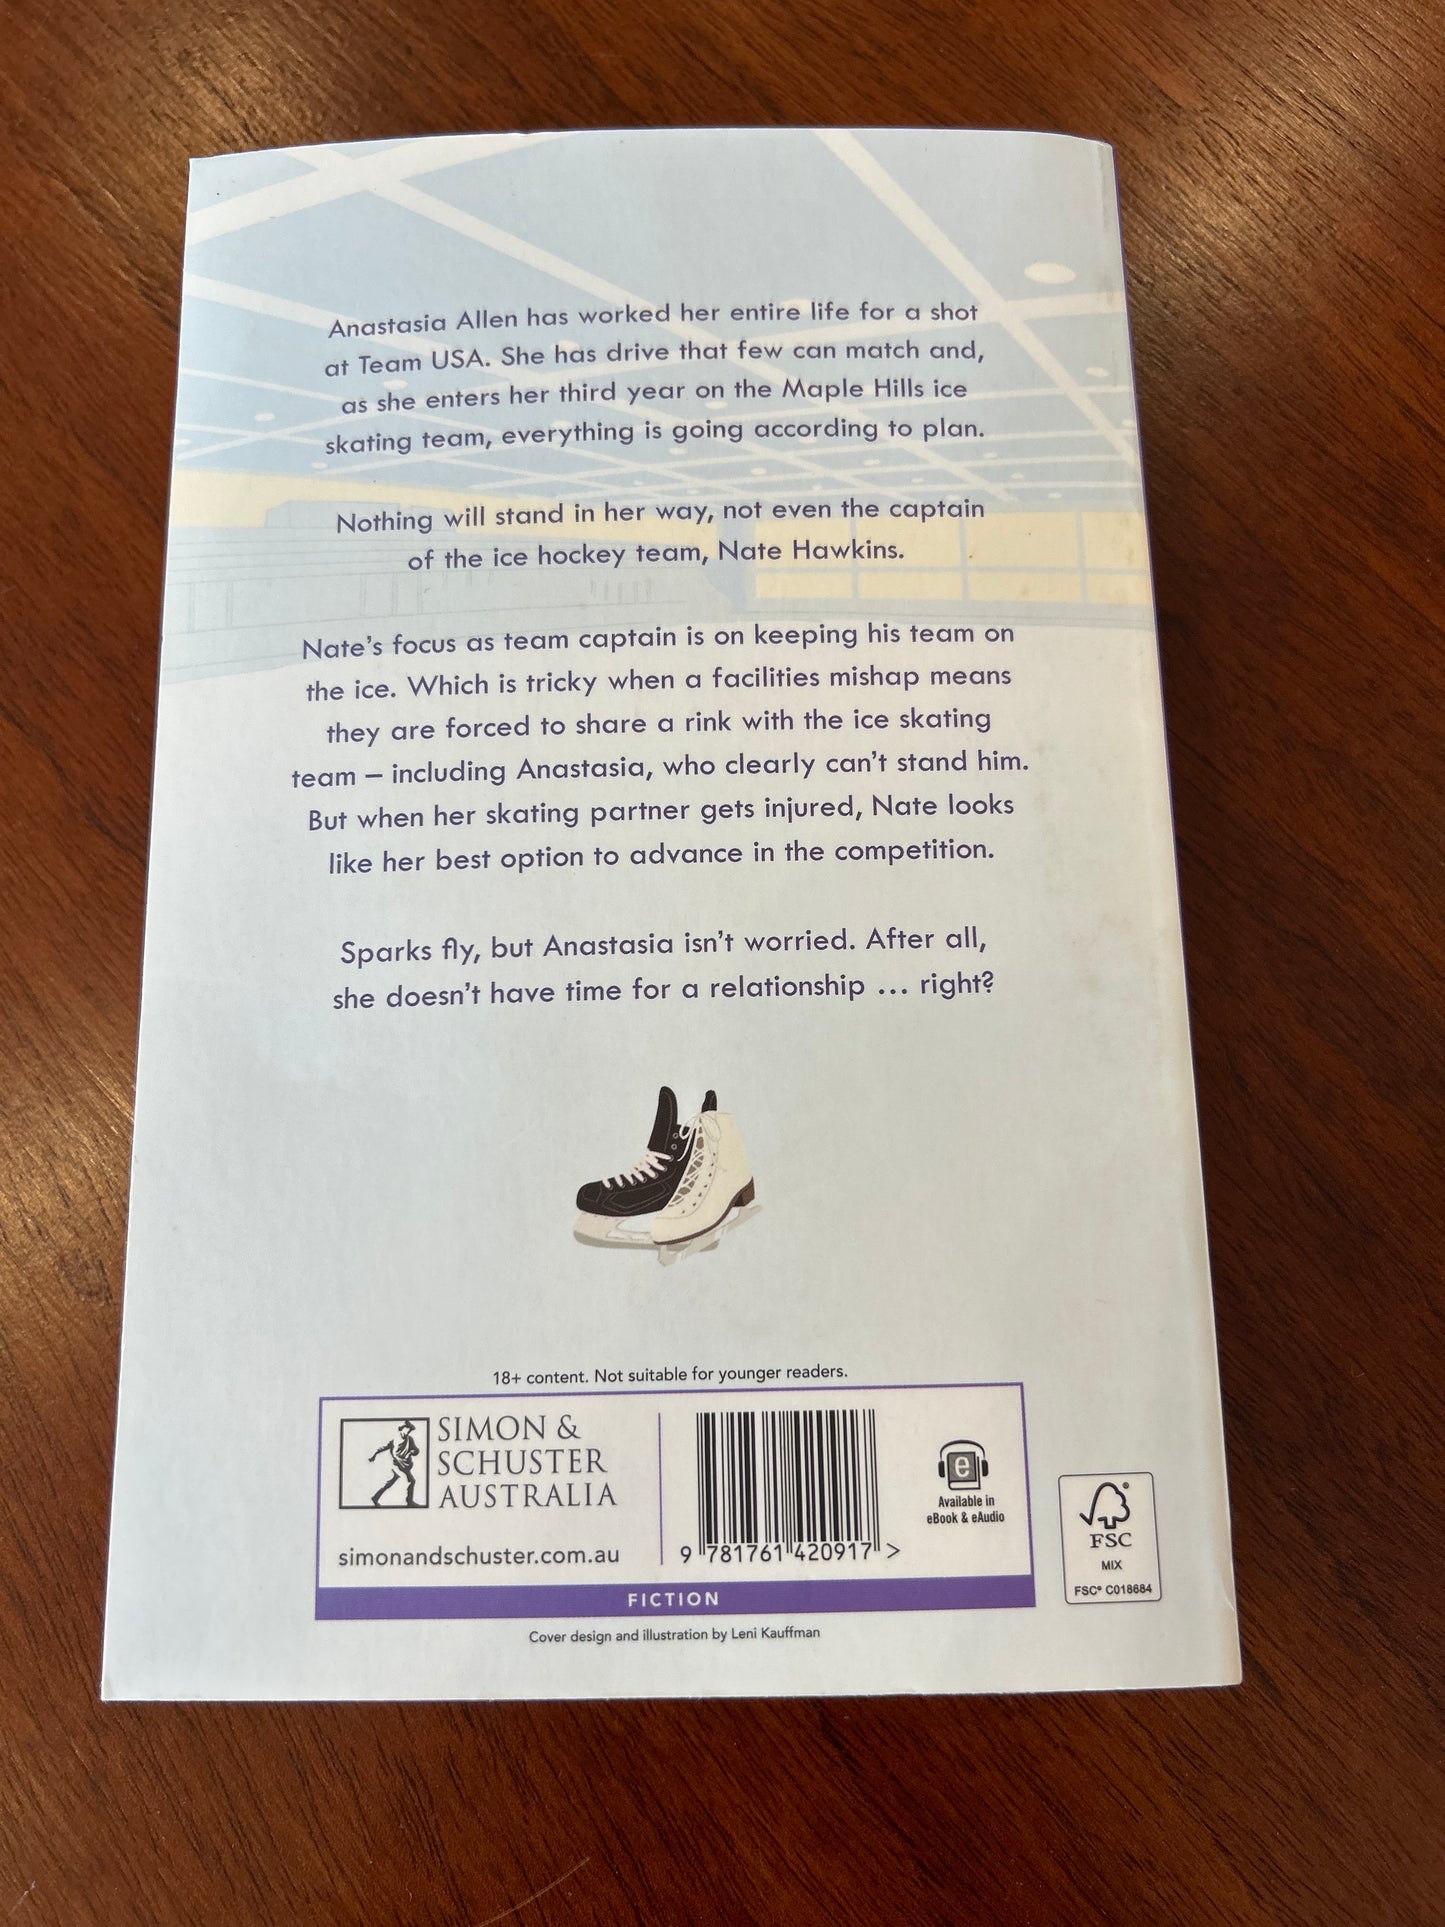 Anastasia Allen has worked her entire life for a shot
at Team USA. She has drive that few can match and,
as she enters her third year on the Maple Hills ice
skating team, everything is going according to plan.
Nothing will stand in her way, not even the captain
of the ice hockey team, Nate Hawkins.
Nate's focus as team captain is on keeping his team on
the ice. Which is tricky when a facilities mishap means
they are forced to share a rink with the ice skating
team – including Anastasia, who clearly can't stand him.
But when her skating partner gets injured, Nate looks
like her best option to advance in the competition.
Sparks fly, but Anastasia isn't worried. After all,
she doesn't have time for a relationship ... right?
18+ content. Not suitable for younger readers.
SIMON &
SCHUSTER
AUSTRALIA
simonandschuster.com.au
9 781761 420917 >
e
Available in
eBook & eAudio
FICTION
Cover design and illustration by Leni Kauffman
®
FSC
MIX
FSC® C018684